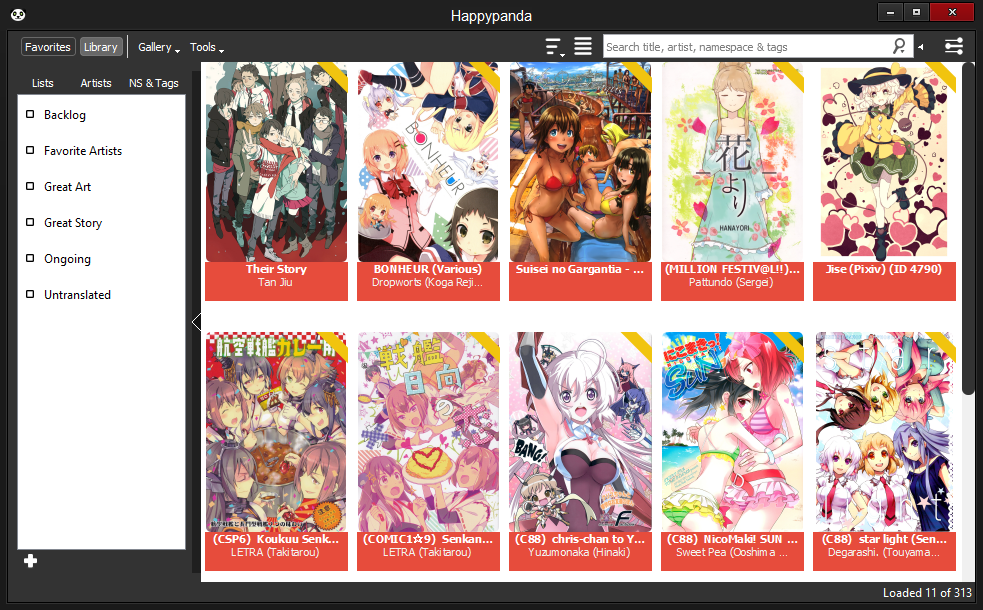 Happypanda
Favorites Library Gallery Tools
Search title, artist, namespace & tags
Lists Artists NS & Tags
Backlog
Favorite Artists
Great Art
Great Story
Ongoing
Untranslated
BONHEUR
花より
HANAYORI
Their Story
Tan Jiu
BONHEUR (Various)
Dropworts (Koga Reji...
Suisei no Gargantia - ...
(MILLION FESTIV@L!!)...
Pattundo (Sergei)
Jise (Pixiv) (ID 4790)
航空戦艦カレー
戦艦
日向
の恋
BANG!
にこまきっ!
SUN
(CSP6) Koukuu Senk...
LETRA (Takitarou)
(COMIC1☆9) Senkan...
LETRA (Takitarou)
(C88) chris-chan to Y...
Yuzumonaka (Hinaki)
(C88) NicoMaki! SUN ...
Sweet Pea (Ooshima ...
(C88) star light (Sen...
Degarashi. (Touyama...
Loaded 11 of 313